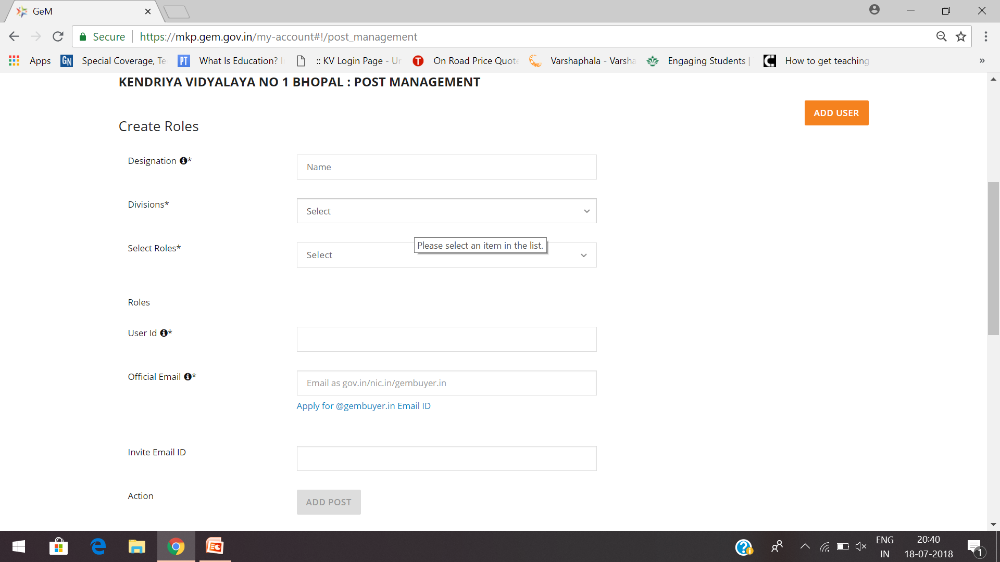 GeM
Secure https://mkp.gem.gov.in/my-account#!/post_management
Apps GN Special Coverage, Te PT What Is Education? :: KV Login Page - Ur T On Road Price Quote Varshaphala - Varsha Engaging Students | How to get teaching »
KENDRIYA VIDYALAYA NO 1 BHOPAL : POST MANAGEMENT
ADD USER
Create Roles
Designation *
Name
Divisions*
Select
Select Roles*
Select
Please select an item in the list.
Roles
User Id *
Official Email *
Email as gov.in/nic.in/gembuyer.in
Apply for @gembuyer.in Email ID
Invite Email ID
Action
ADD POST
ENG
IN
20:40
18-07-2018
1